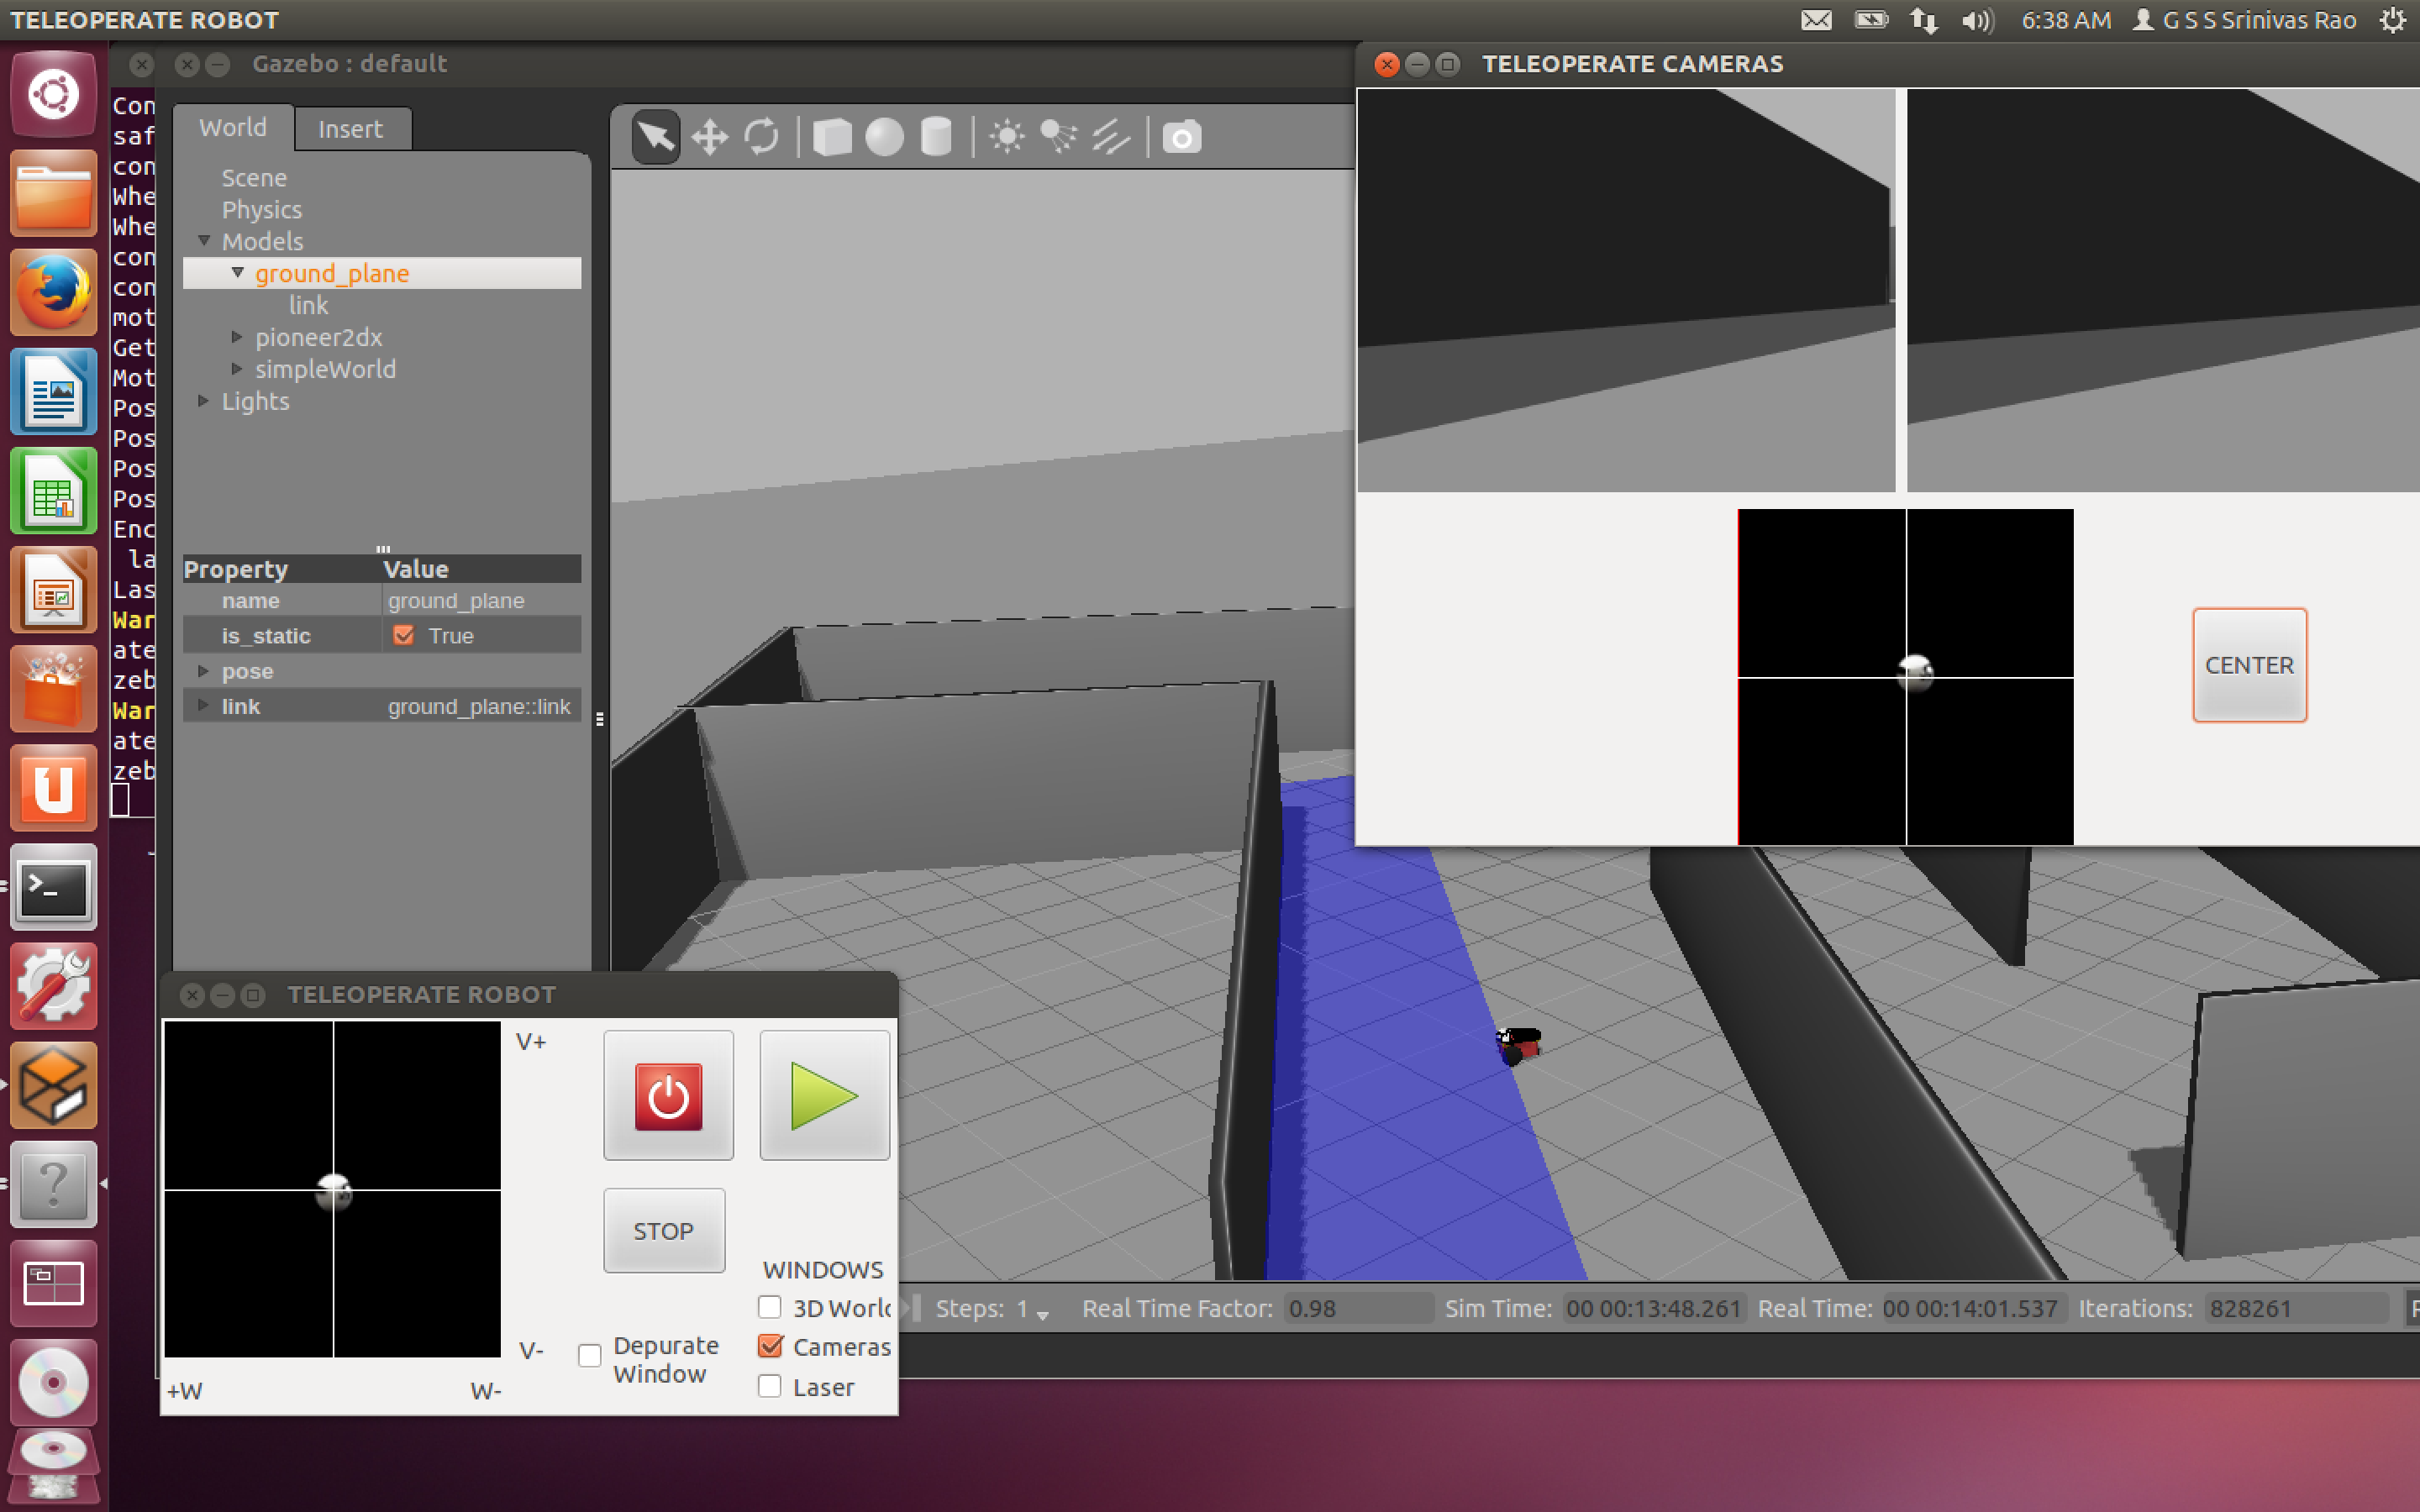 TELEOPERATE ROBOT
6:38 AM G S S Srinivas Rao
Gazebo : default
TELEOPERATE CAMERAS
World Insert
Scene
Physics
Models
ground_plane
link
pioneer2dx
simpleWorld
Lights
Property Value
name ground_plane
is_static True
pose
link ground_plane::link
Con
saf
con
Whe
Whe
con
con
mot
Get
Mot
Pos
Pos
Pos
Pos
Enc
la
Las
War
ate
zeb
War
ate
zeb
CENTER
TELEOPERATE ROBOT
V+
STOP
WINDOWS
3D World
Cameras
Laser
Depurate
Window
V-
+W W-
Steps: 1 Real Time Factor: 0.98 Sim Time: 00 00:13:48.261 Real Time: 00 00:14:01.537 Iterations: 828261